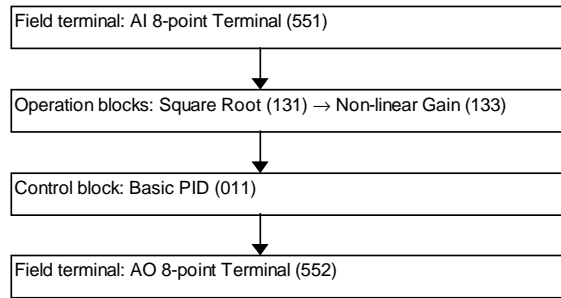 Field terminal: AI 8-point Terminal (551)
Operation blocks: Square Root (131) → Non-linear Gain (133)
Control block: Basic PID (011)
Field terminal: AO 8-point Terminal (552)